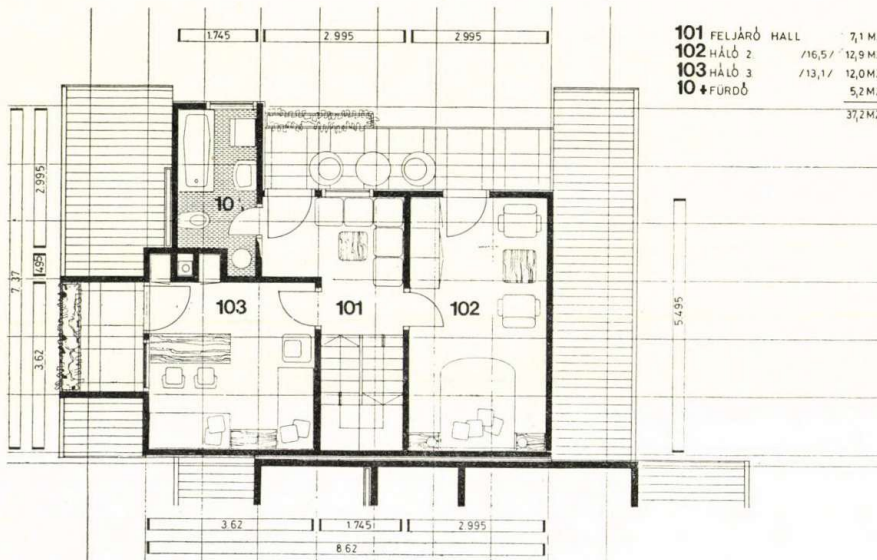 1.745 2.995 2.995
101 FELJÁRÓ HALL 7,1 M
102 HÁLÓ 2. /16,5/ 12,9 M
103 HÁLÓ 3. /13,1/ 12,0 M
10 FÜRDŐ 5,2 M
37,2 M2
7.37
2.995
495
3.62
10
103
101
102
5.495
3.62 1.745 2.995
8.62